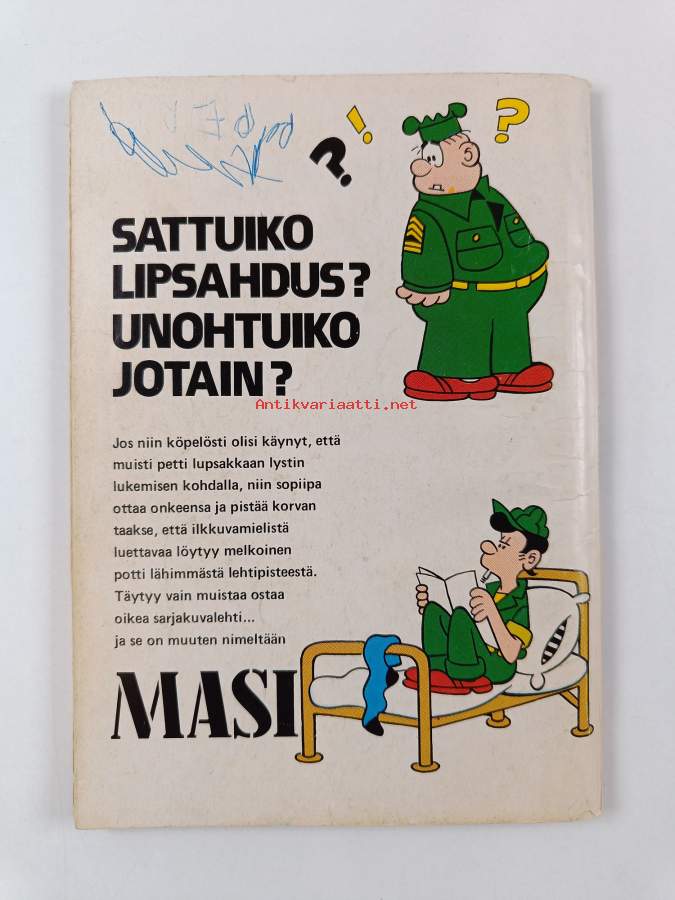 ? ! ?
SATTUIKO
LIPSAHDUS?
UNOHTUIKO
JOTAIN?
Antikvariaatti.net
Jos niin köpelösti olisi käynyt, että
muisti petti lupsakkaan lystin
lukemisen kohdalla, niin sopiipa
ottaa onkeensa ja pistää korvan
taakse, että ilkkuvamielistä
luettavaa löytyy melkoinen
potti lähimmästä lehtipisteestä.
Täytyy vain muistaa ostaa
oikea sarjakuvalehti...
ja se on muuten nimeltään
MASI